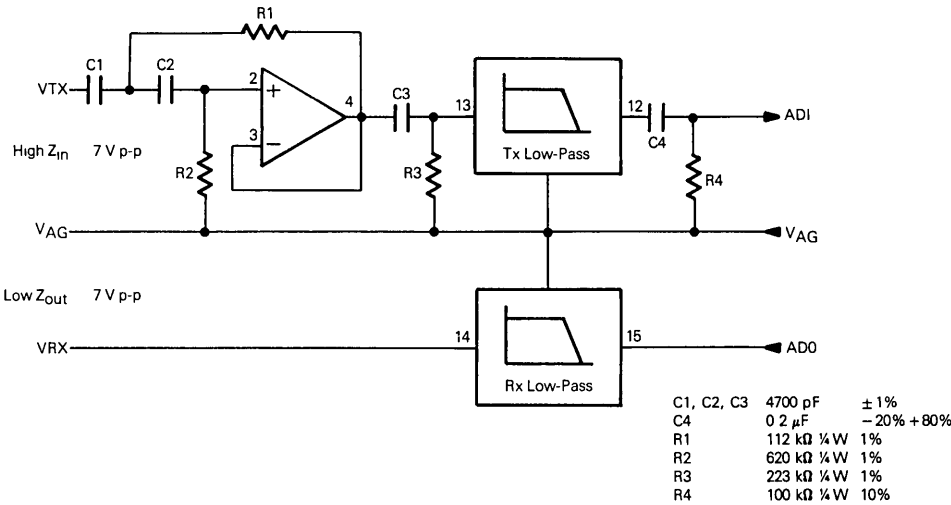 R1
C1
C2
VTX
2
+
4
C3
13
12
ADI
3
−
Tx Low-Pass
C4
High Zin 7 V p-p
R2
R3
R4
VAG
VAG
Low Zout 7 V p-p
VRX
14
15
ADO
Rx Low-Pass
C1, C2, C3 4700 pF ± 1%
C4 0 2 µF − 20% + 80%
R1 112 kΩ ¼ W 1%
R2 620 kΩ ¼ W 1%
R3 223 kΩ ¼ W 1%
R4 100 kΩ ¼ W 10%